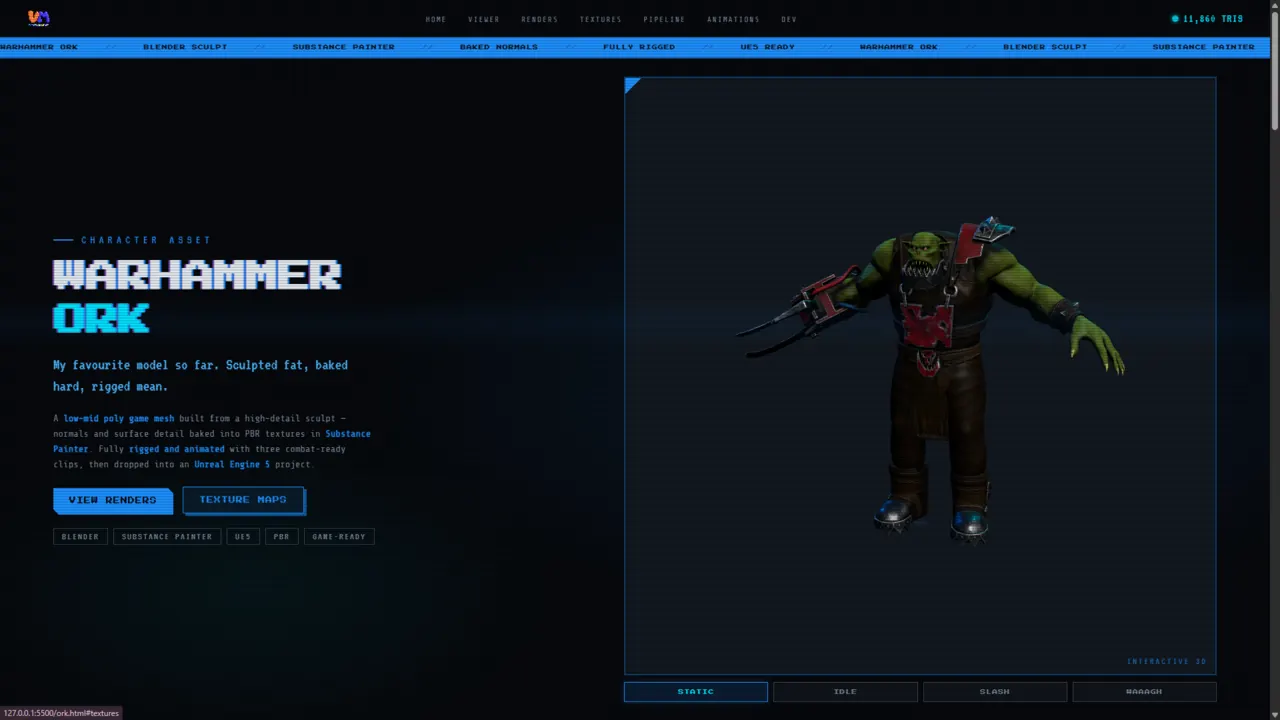 VM
HOME VIEWER RENDERS TEXTURES PIPELINE ANIMATIONS DEV
11,860 TRIS
WARHAMMER ORK // BLENDER SCULPT // SUBSTANCE PAINTER // BAKED NORMALS // FULLY RIGGED // UE5 READY // WARHAMMER ORK // BLENDER SCULPT // SUBSTANCE PAINTER
CHARACTER ASSET
WARHAMMER
ORK
My favourite model so far. Sculpted fat, baked
hard, rigged mean.
A low-mid poly game mesh built from a high-detail sculpt —
normals and surface detail baked into PBR textures in Substance
Painter. Fully rigged and animated with three combat-ready
clips, then dropped into an Unreal Engine 5 project.
VIEW RENDERS TEXTURE MAPS
BLENDER SUBSTANCE PAINTER UE5 PBR GAME-READY
INTERACTIVE 3D
STATIC IDLE SLASH WAAAGH
127.0.0.1:5500/ork.html#textures